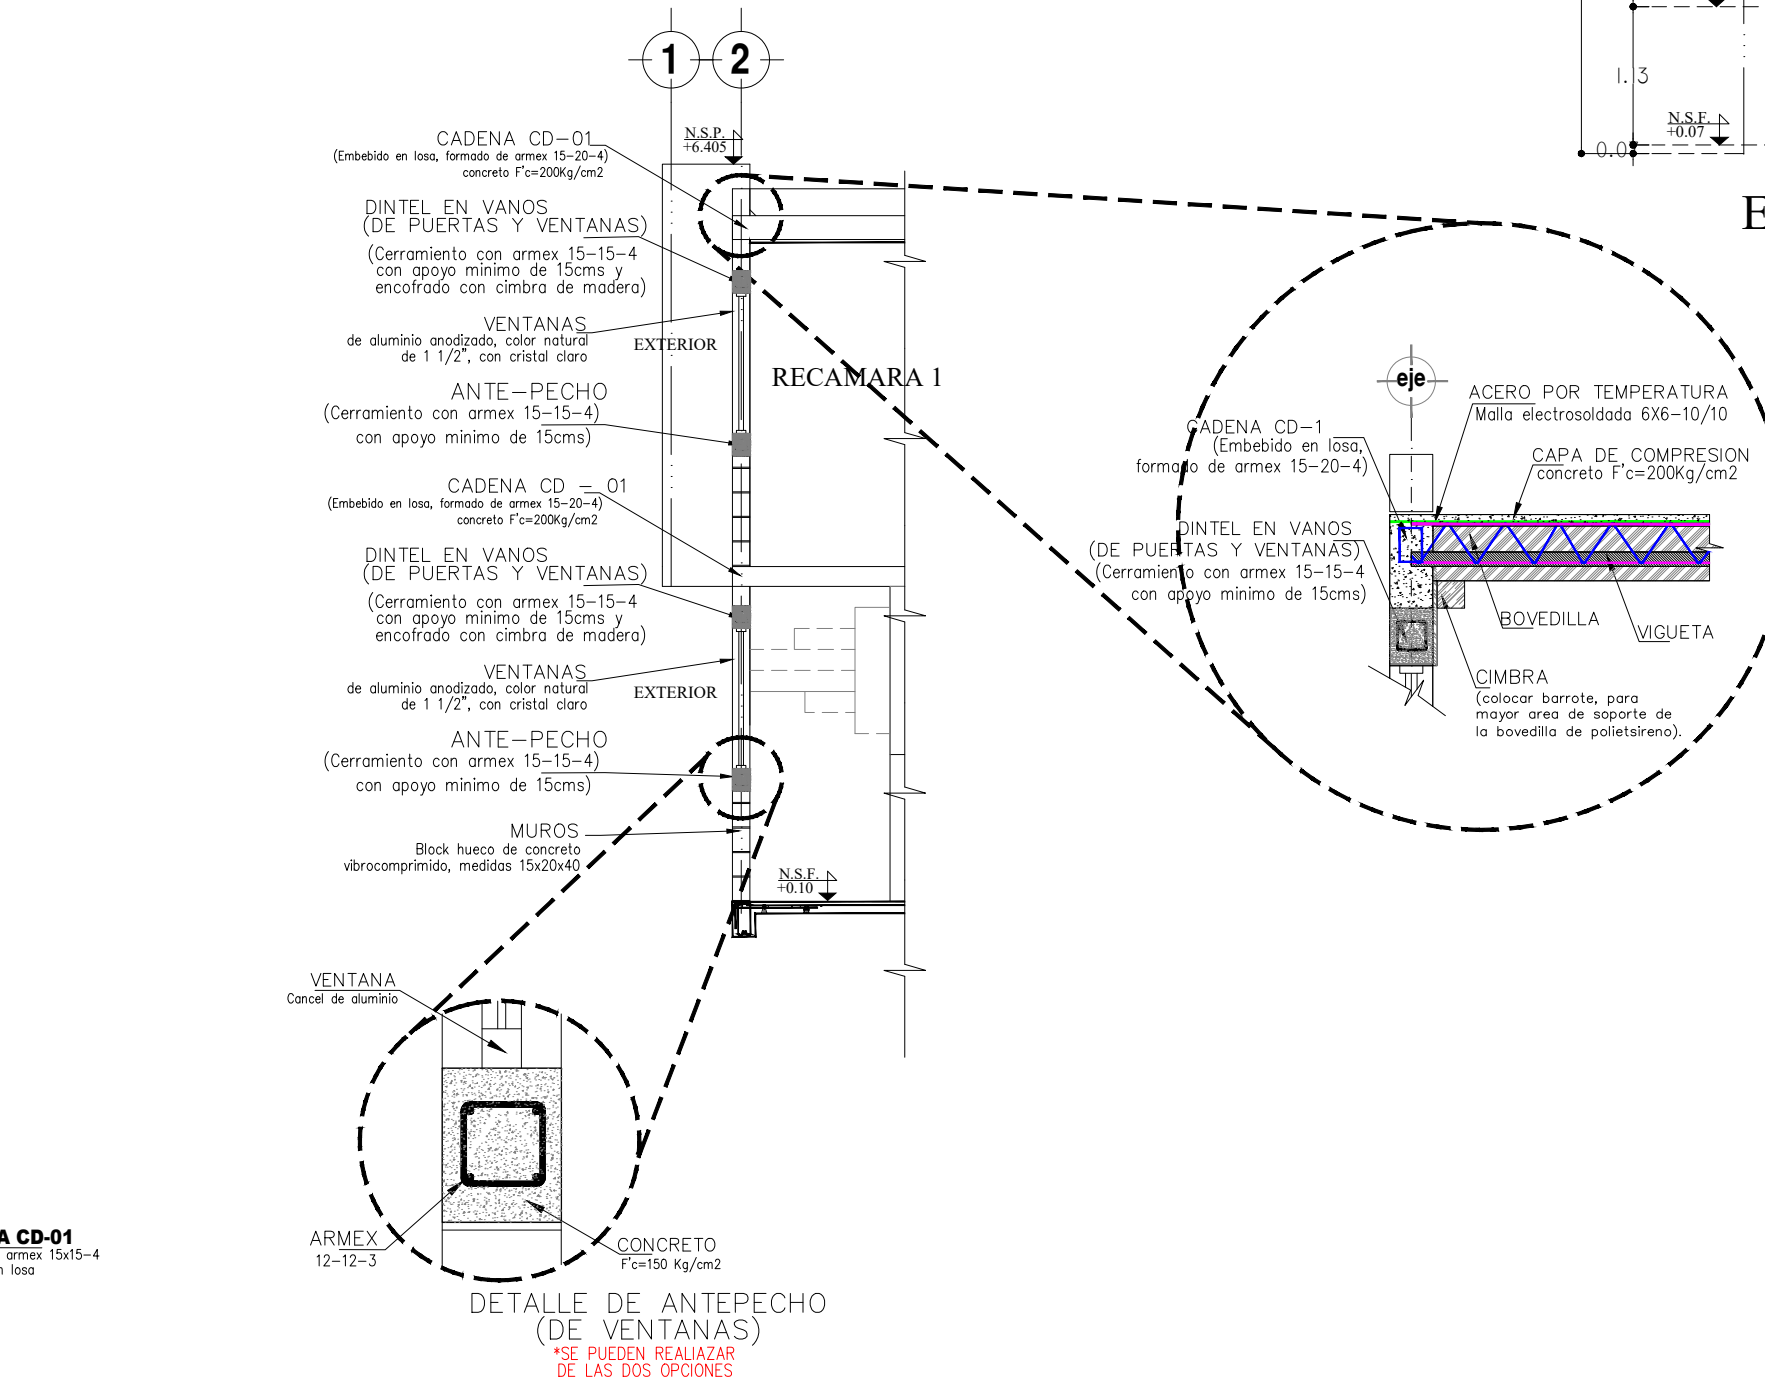 1
2
N.S.P.
+6.405
CADENA CD-01
(Embebido en losa, formado de armex 15-20-4)
concreto F'c=200Kg/cm2
DINTEL EN VANOS
(DE PUERTAS Y VENTANAS)
(Cerramiento con armex 15-15-4
con apoyo minimo de 15cms y
encofrado con cimbra de madera)
VENTANAS
de aluminio anodizado, color natural
de 1 1/2", con cristal claro
EXTERIOR
RECAMARA 1
ANTE-PECHO
(Cerramiento con armex 15-15-4)
con apoyo minimo de 15cms)
CADENA CD - 01
(Embebido en losa, formado de armex 15-20-4)
concreto F'c=200Kg/cm2
DINTEL EN VANOS
(DE PUERTAS Y VENTANAS)
(Cerramiento con armex 15-15-4
con apoyo minimo de 15cms y
encofrado con cimbra de madera)
VENTANAS
de aluminio anodizado, color natural
de 1 1/2", con cristal claro
EXTERIOR
ANTE-PECHO
(Cerramiento con armex 15-15-4)
con apoyo minimo de 15cms)
MUROS
Block hueco de concreto
vibrocomprimido, medidas 15x20x40
N.S.F.
+0.10
VENTANA
Cancel de aluminio
ARMEX
12-12-3
CONCRETO
F'c=150 Kg/cm2
DETALLE DE ANTEPECHO
(DE VENTANAS)
*SE PUEDEN REALIAZAR
DE LAS DOS OPCIONES
A CD-01
armex 15x15-4
n losa
1.13
N.S.F.
+0.07
0.0
E
eje
ACERO POR TEMPERATURA
Malla electrosoldada 6X6-10/10
CADENA CD-1
(Embebido en losa,
formado de armex 15-20-4)
CAPA DE COMPRESION
concreto F'c=200Kg/cm2
DINTEL EN VANOS
(DE PUERTAS Y VENTANAS)
(Cerramiento con armex 15-15-4
con apoyo minimo de 15cms)
BOVEDILLA
VIGUETA
CIMBRA
(colocar barrote, para
mayor area de soporte de
la bovedilla de polietsireno).